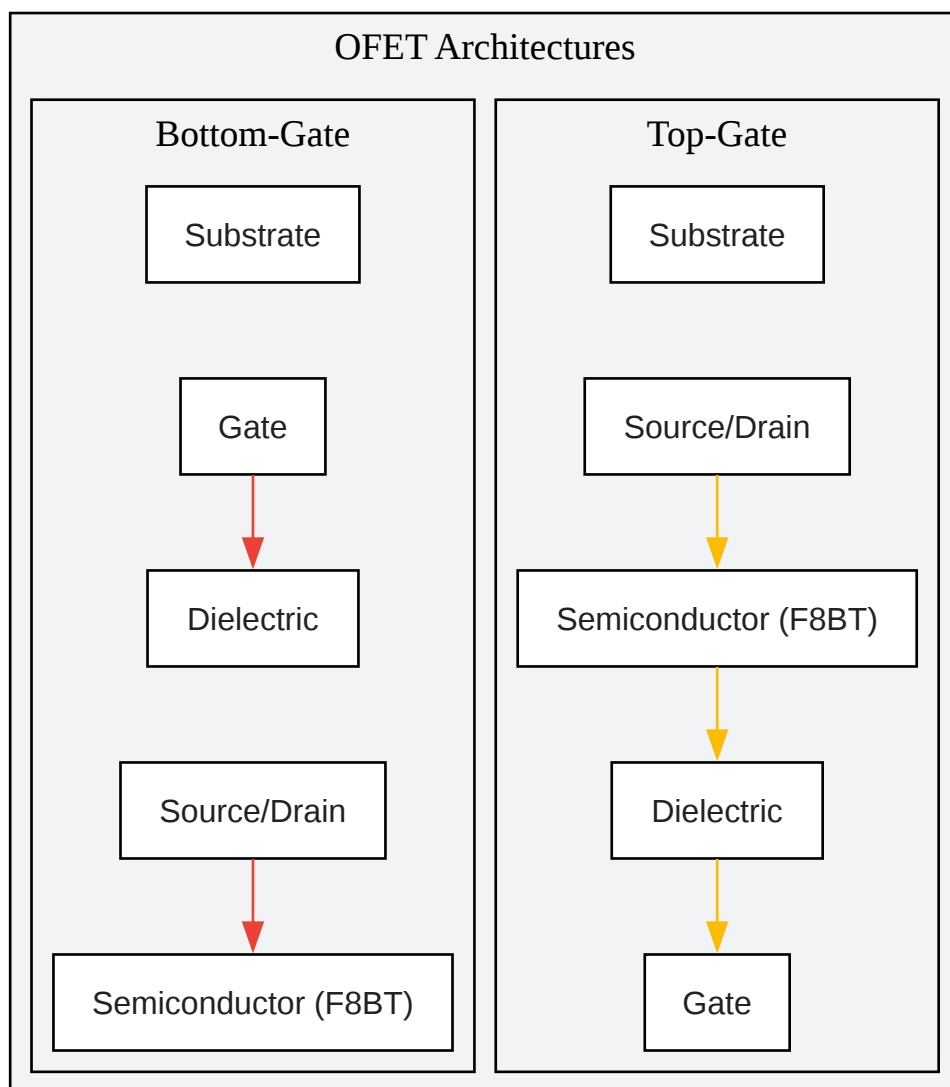 OFET Architectures
Bottom-Gate
Substrate
Gate
Dielectric
Source/Drain
Semiconductor (F8BT)
Top-Gate
Substrate
Source/Drain
Semiconductor (F8BT)
Dielectric
Gate